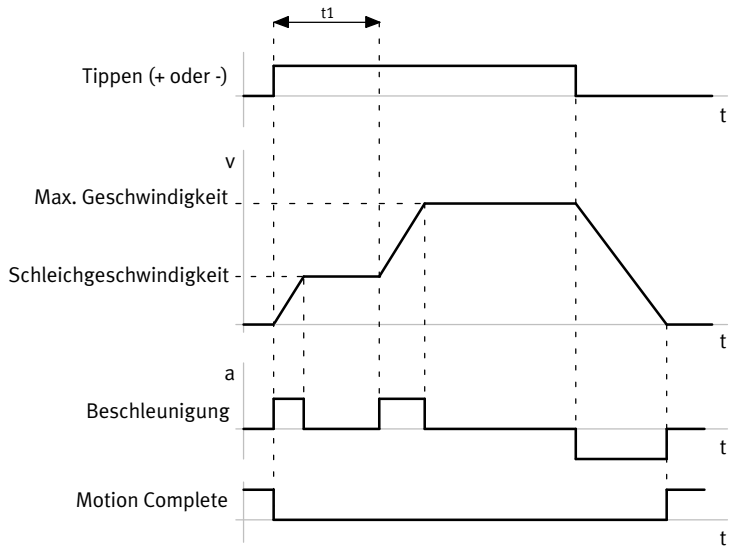 t1
Tippen (+ oder -)
t
v
Max. Geschwindigkeit
Schleichgeschwindigkeit
t
a
Beschleunigung
t
Motion Complete
t